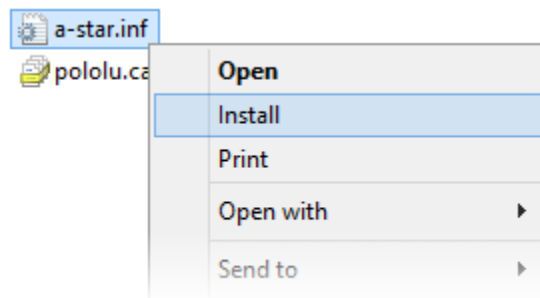 a-star.inf
pololu.ca
Open
Install
Print
Open with
Send to